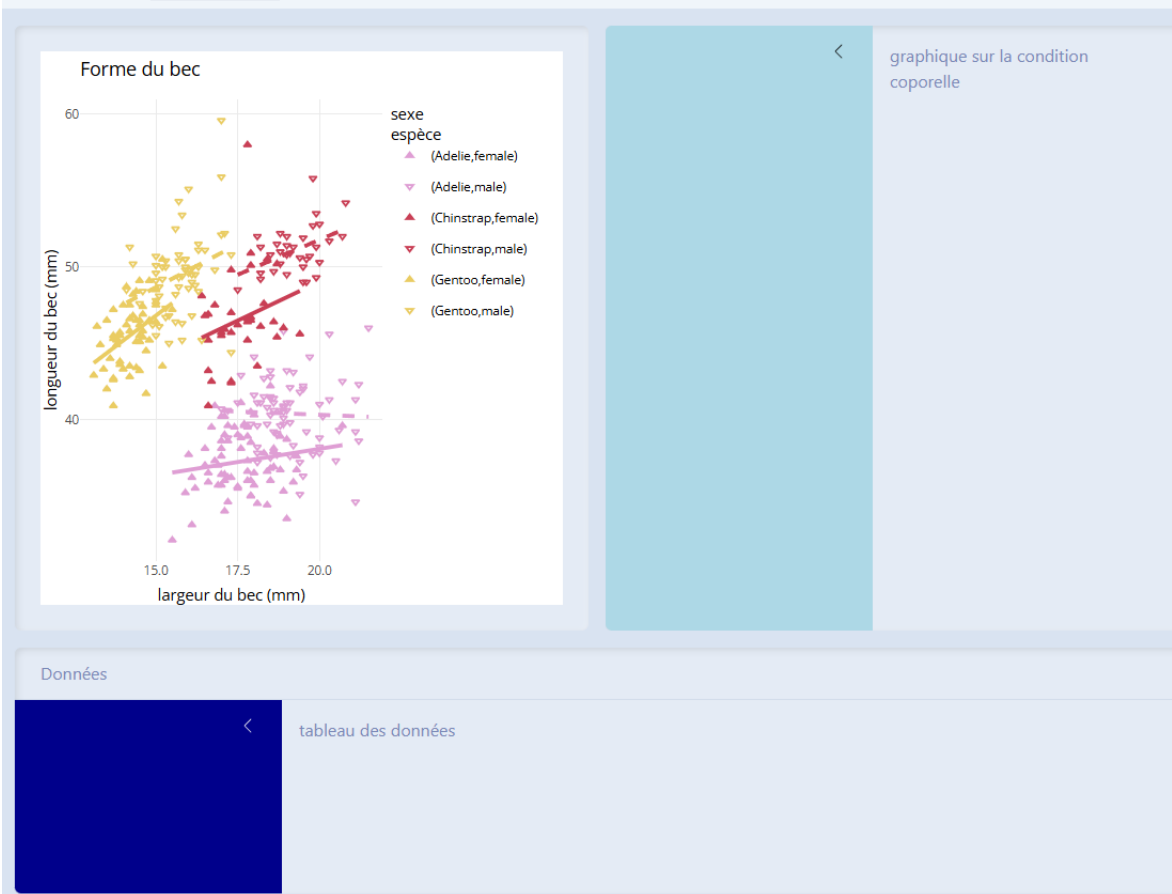 Forme du bec
60
50
40
longueur du bec (mm)
15.0 17.5 20.0
largeur du bec (mm)
sexe
espèce
(Adelie,female)
(Adelie,male)
(Chinstrap,female)
(Chinstrap,male)
(Gentoo,female)
(Gentoo,male)
graphique sur la condition
coporelle
Données
tableau des données